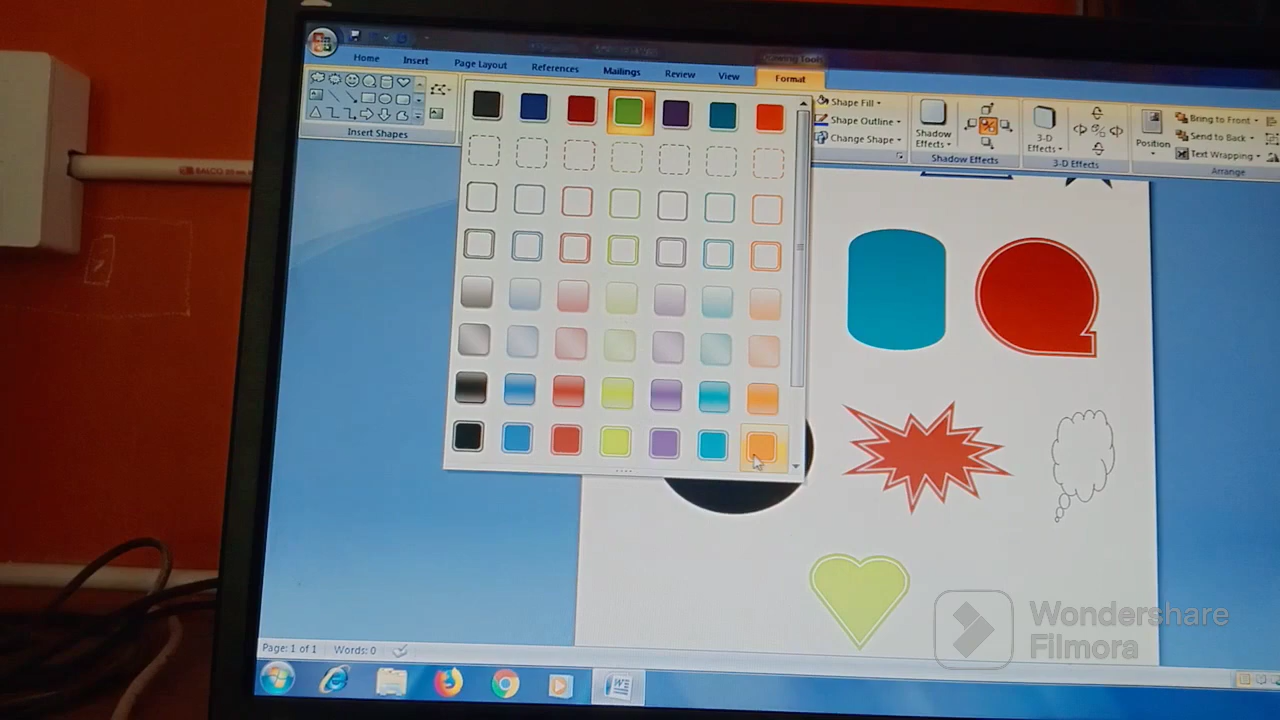 Drawing Tools
Home Insert Page Layout References Mailings Review View Format
Shape Fill
Shape Outline
Change Shape
Shadow Effects
3-D Effects
Position
Bring to Front
Send to Back
Text Wrapping
Insert Shapes
Shadow Effects
3-D Effects
Arrange
Wondershare
Filmora
Page: 1 of 1 Words: 0